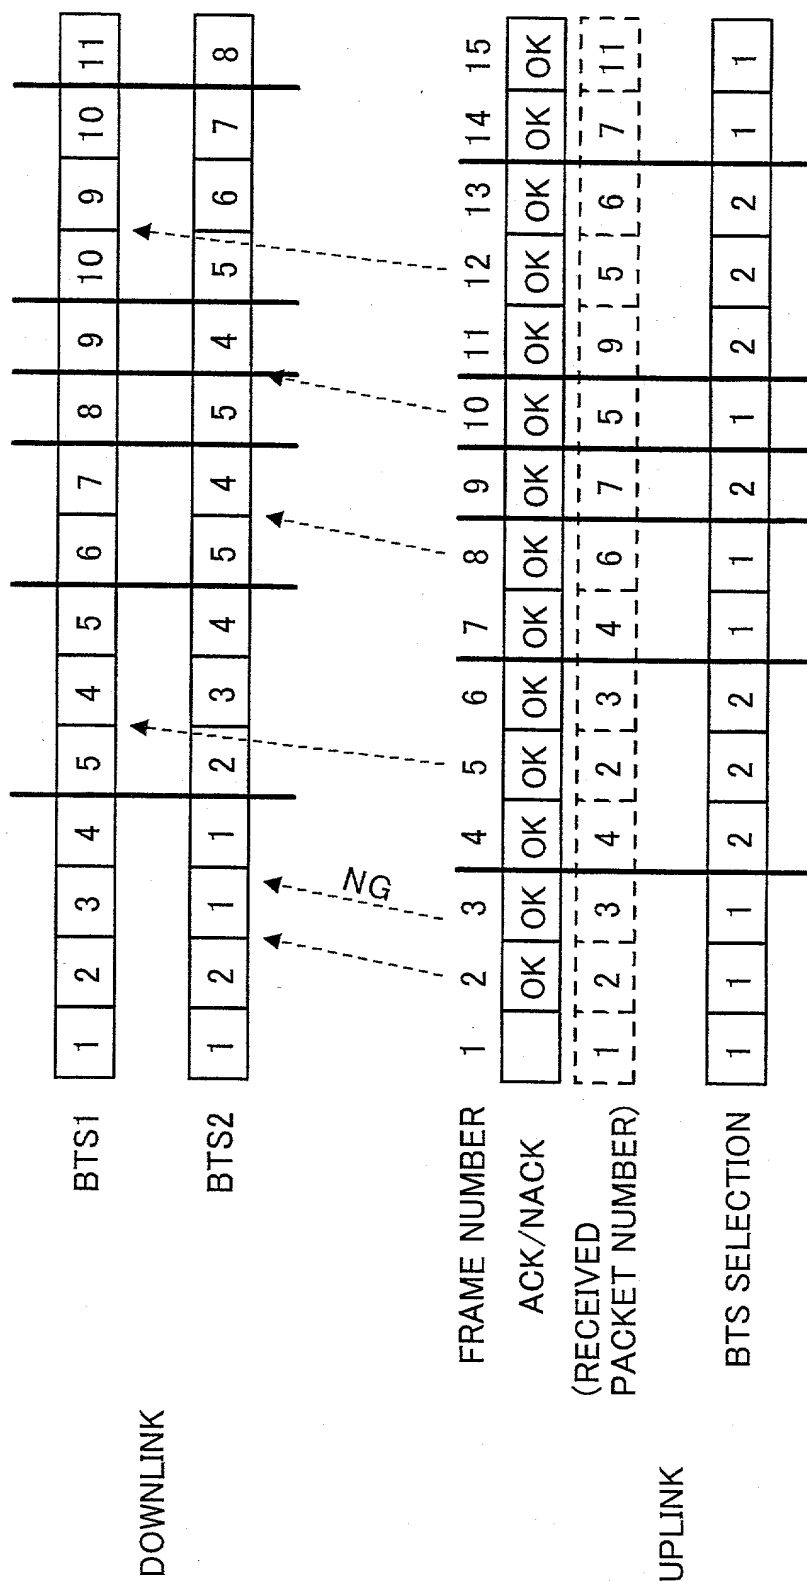 DOWNLINK
BTS1 1 2 3 4 5 4 5 6 7 8 9 10 9 10 11
BTS2 1 2 1 1 2 3 4 5 4 5 4 5 6 7 8
NG
UPLINK
FRAME NUMBER 1 2 3 4 5 6 7 8 9 10 11 12 13 14 15
ACK/NACK OK OK OK OK OK OK OK OK OK OK OK OK OK OK
(RECEIVED
PACKET NUMBER) 1 2 3 4 2 3 4 6 7 5 9 5 6 7 11
BTS SELECTION 1 1 1 2 2 2 1 1 2 1 2 2 2 1 1